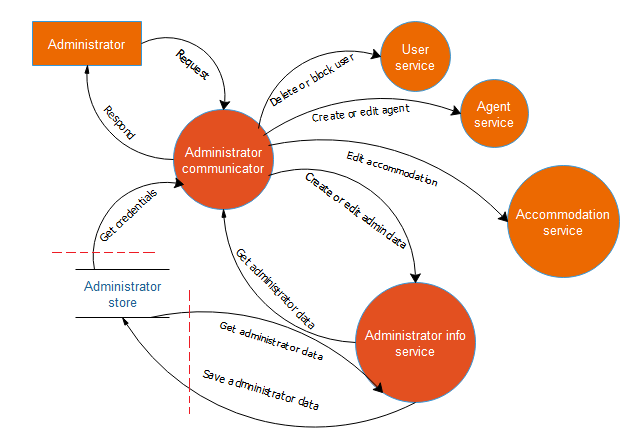 Administrator
Request
Respond
Administrator
communicator
Delete or block user
User
service
Create or edit agent
Agent
service
Edit accommodation
Accommodation
service
Create or edit admin data
Get credentials
Get administrator data
Administrator
store
Get administrator data
Administrator info
service
Save administrator data